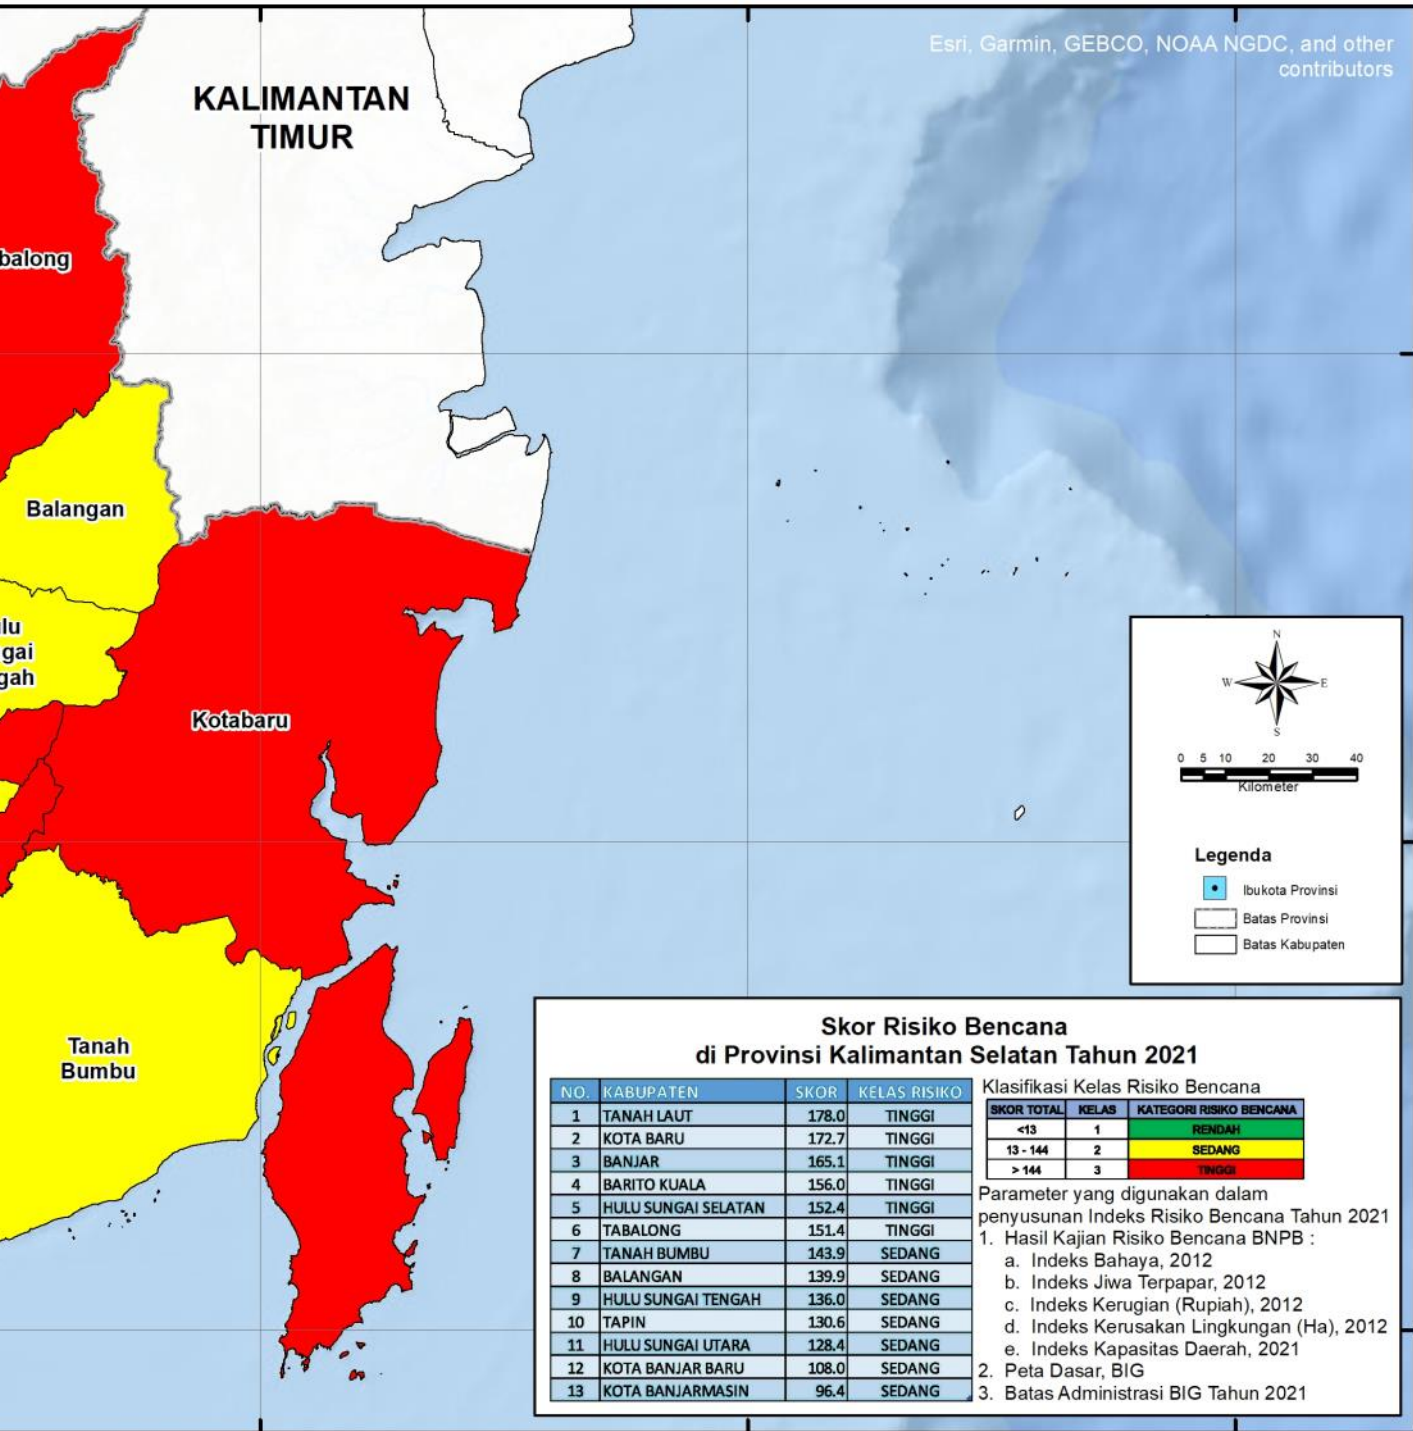 Esri, Garmin, GEBCO, NOAA NGDC, and other
contributors
KALIMANTAN
TIMUR
balong
Balangan
lu
gai
gah
Kotabaru
Tanah
Bumbu
N
W E
S
0 5 10 20 30 40
Kilometer
Legenda
Ibukota Provinsi
Batas Provinsi
Batas Kabupaten
Skor Risiko Bencana
di Provinsi Kalimantan Selatan Tahun 2021
NO. KABUPATEN SKOR KELAS RISIKO
1 TANAH LAUT 178.0 TINGGI
2 KOTA BARU 172.7 TINGGI
3 BANJAR 165.1 TINGGI
4 BARITO KUALA 156.0 TINGGI
5 HULU SUNGAI SELATAN 152.4 TINGGI
6 TABALONG 151.4 TINGGI
7 TANAH BUMBU 143.9 SEDANG
8 BALANGAN 139.9 SEDANG
9 HULU SUNGAI TENGAH 136.0 SEDANG
10 TAPIN 130.6 SEDANG
11 HULU SUNGAI UTARA 128.4 SEDANG
12 KOTA BANJAR BARU 108.0 SEDANG
13 KOTA BANJARMASIN 96.4 SEDANG
Klasifikasi Kelas Risiko Bencana
SKOR TOTAL KELAS KATEGORI RISIKO BENCANA
<13 1 RENDAH
13 - 144 2 SEDANG
> 144 3 TINGGI
Parameter yang digunakan dalam
penyusunan Indeks Risiko Bencana Tahun 2021
1. Hasil Kajian Risiko Bencana BNPB :
a. Indeks Bahaya, 2012
b. Indeks Jiwa Terpapar, 2012
c. Indeks Kerugian (Rupiah), 2012
d. Indeks Kerusakan Lingkungan (Ha), 2012
e. Indeks Kapasitas Daerah, 2021
2. Peta Dasar, BIG
3. Batas Administrasi BIG Tahun 2021